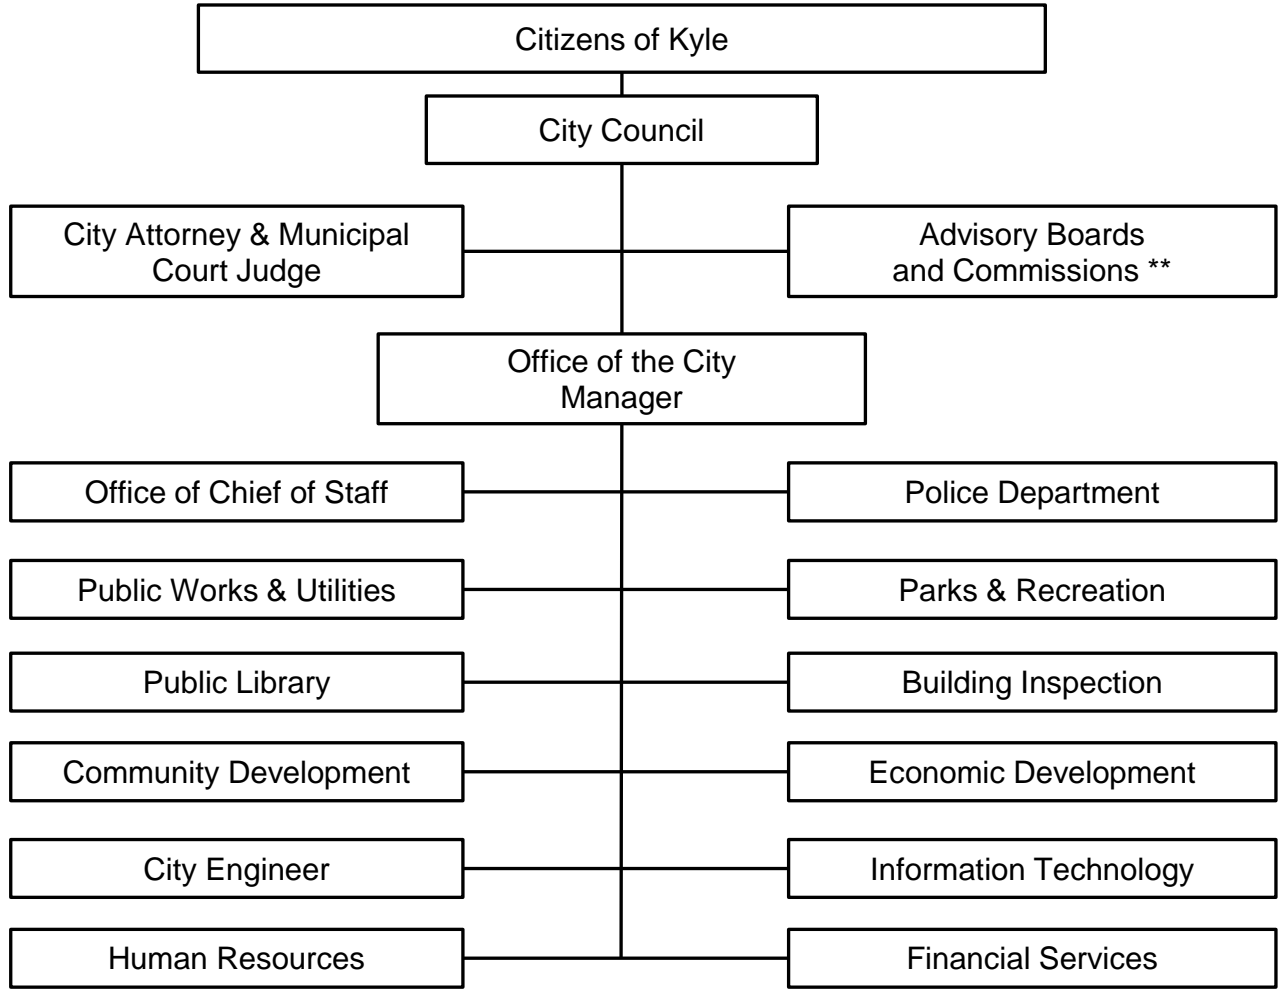 Citizens of Kyle
City Council
City Attorney & Municipal
Court Judge
Advisory Boards
and Commissions **
Office of the City
Manager
Office of Chief of Staff
Police Department
Public Works & Utilities
Parks & Recreation
Public Library
Building Inspection
Community Development
Economic Development
City Engineer
Information Technology
Human Resources
Financial Services